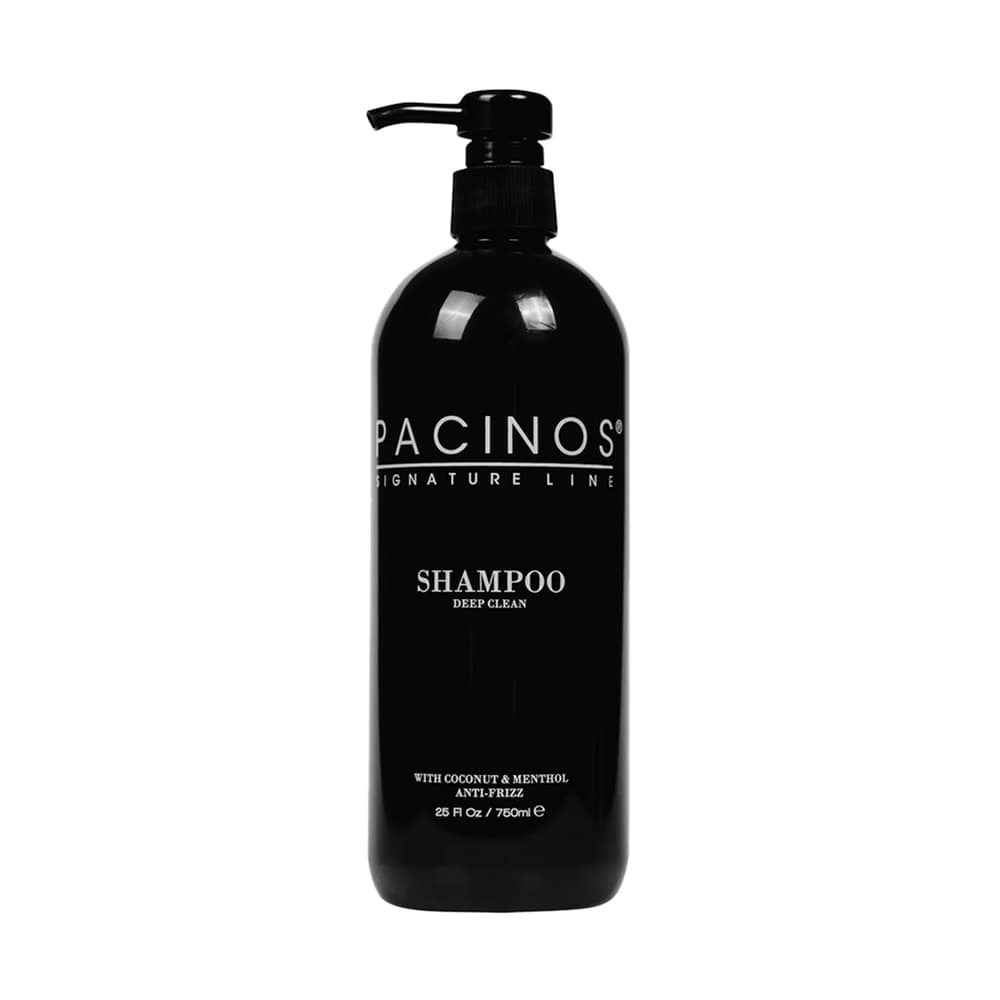 PACINOS®
SIGNATURE LINE
SHAMPOO
DEEP CLEAN
WITH COCONUT & MENTHOL
ANTI-FRIZZ
25 Fl Oz / 750ml ℮